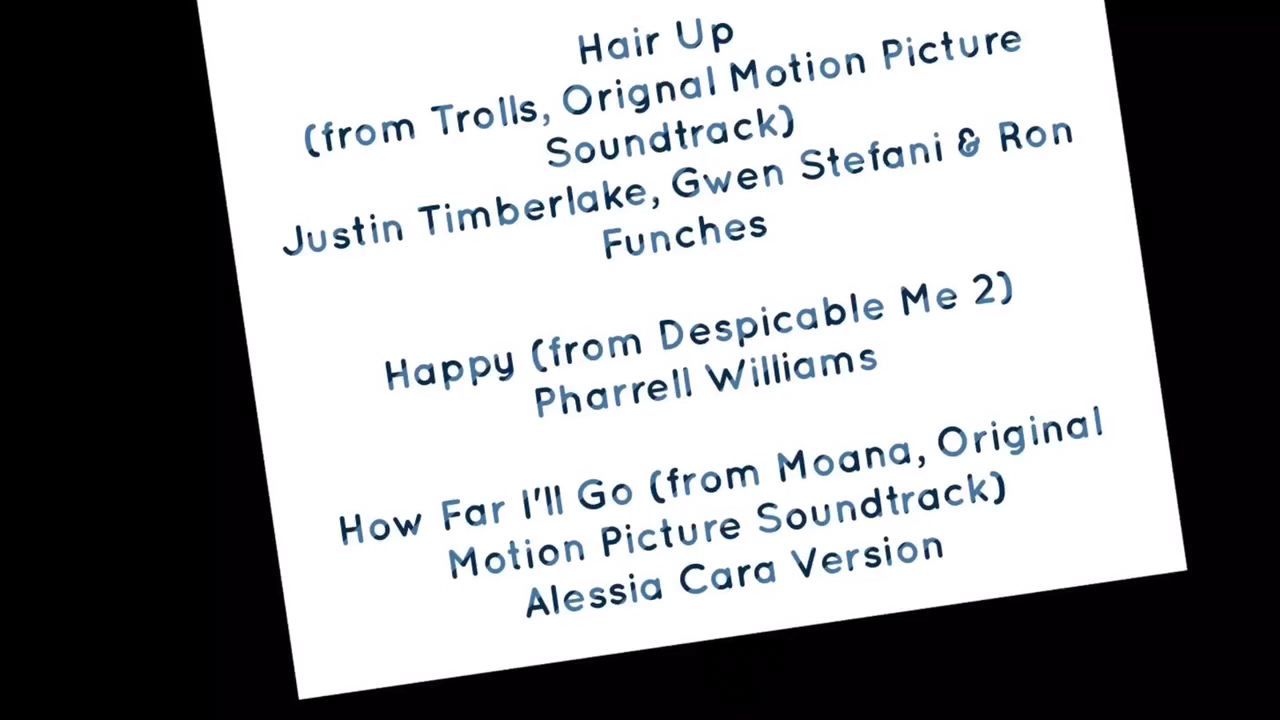 Hair Up
(from Trolls, Orignal Motion Picture
Soundtrack)
Justin Timberlake, Gwen Stefani & Ron
Funches
Happy (from Despicable Me 2)
Pharrell Williams
How Far I'll Go (from Moana, Original
Motion Picture Soundtrack)
Alessia Cara Version